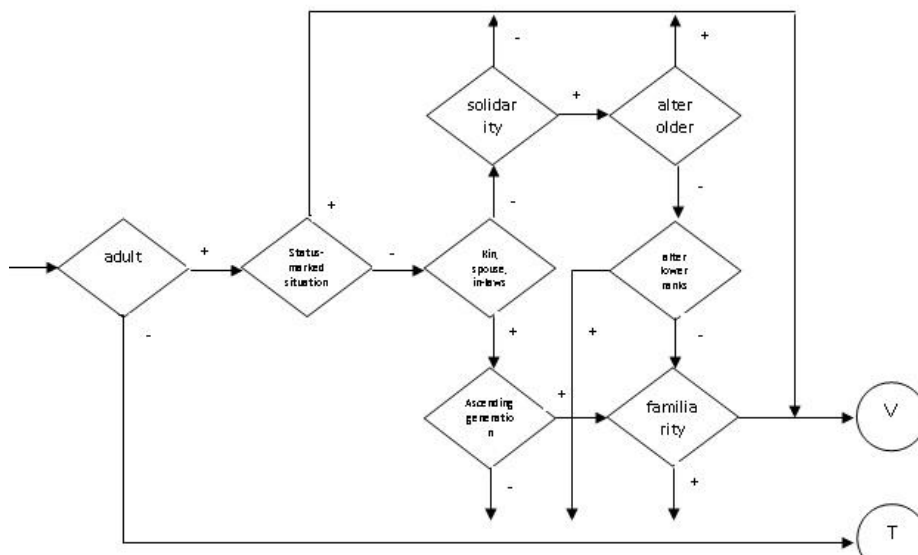 -
+
solidar
ity
+
alter
older
+
-
-
adult
+
Status-
marked
situation
-
Kin,
spouse,
in-laws
alter
lower
ranks
-
+
+
-
Ascending
generatio
n
+
familia
rity
V
-
+
T